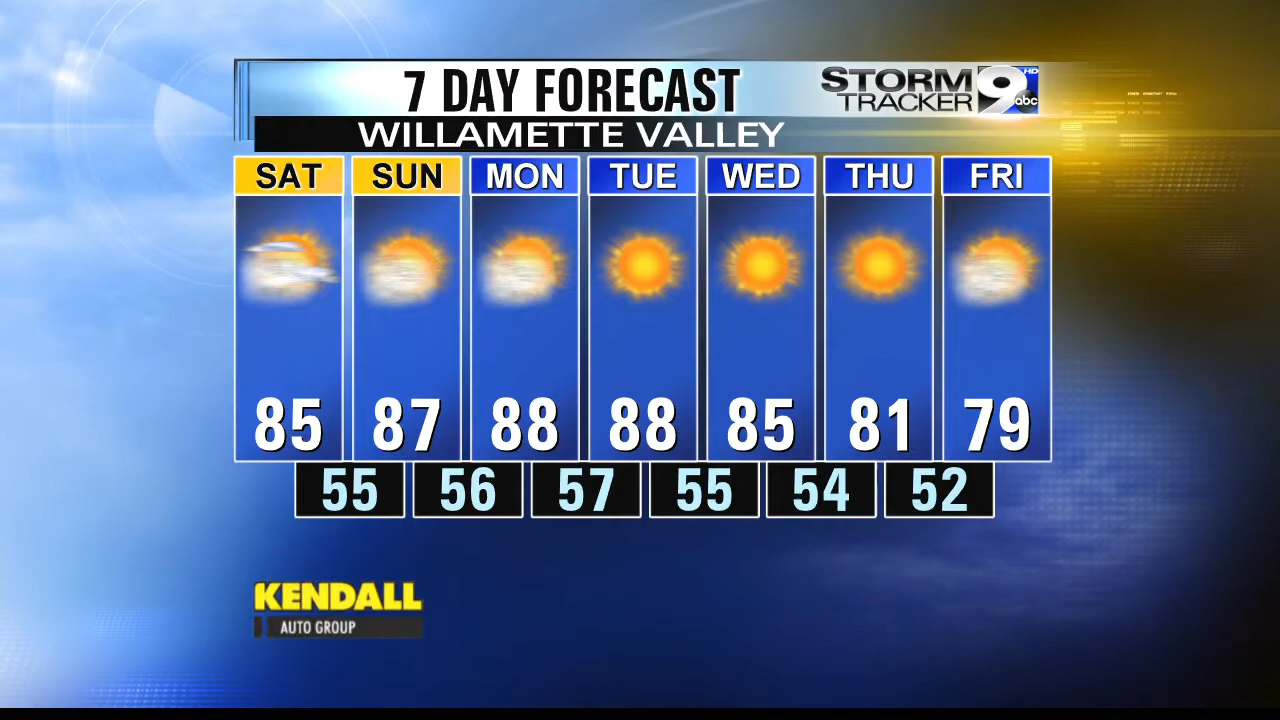 7 DAY FORECAST
STORM TRACKER 9 HD abc
WILLAMETTE VALLEY
SAT SUN MON TUE WED THU FRI
85 87 88 88 85 81 79
55 56 57 55 54 52
KENDALL
AUTO GROUP